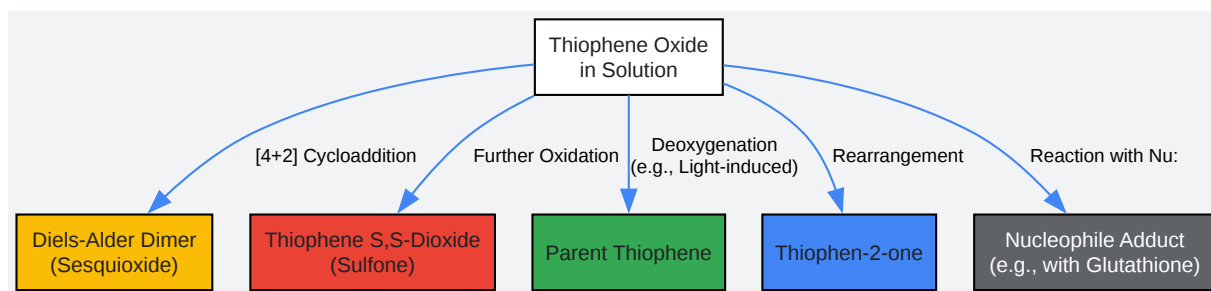 Thiophene Oxide
in Solution
[4+2] Cycloaddition
Further Oxidation
Deoxygenation
(e.g., Light-induced)
Rearrangement
Reaction with Nu:
Diels-Alder Dimer
(Sesquioxide)
Thiophene S,S-Dioxide
(Sulfone)
Parent Thiophene
Thiophen-2-one
Nucleophile Adduct
(e.g., with Glutathione)